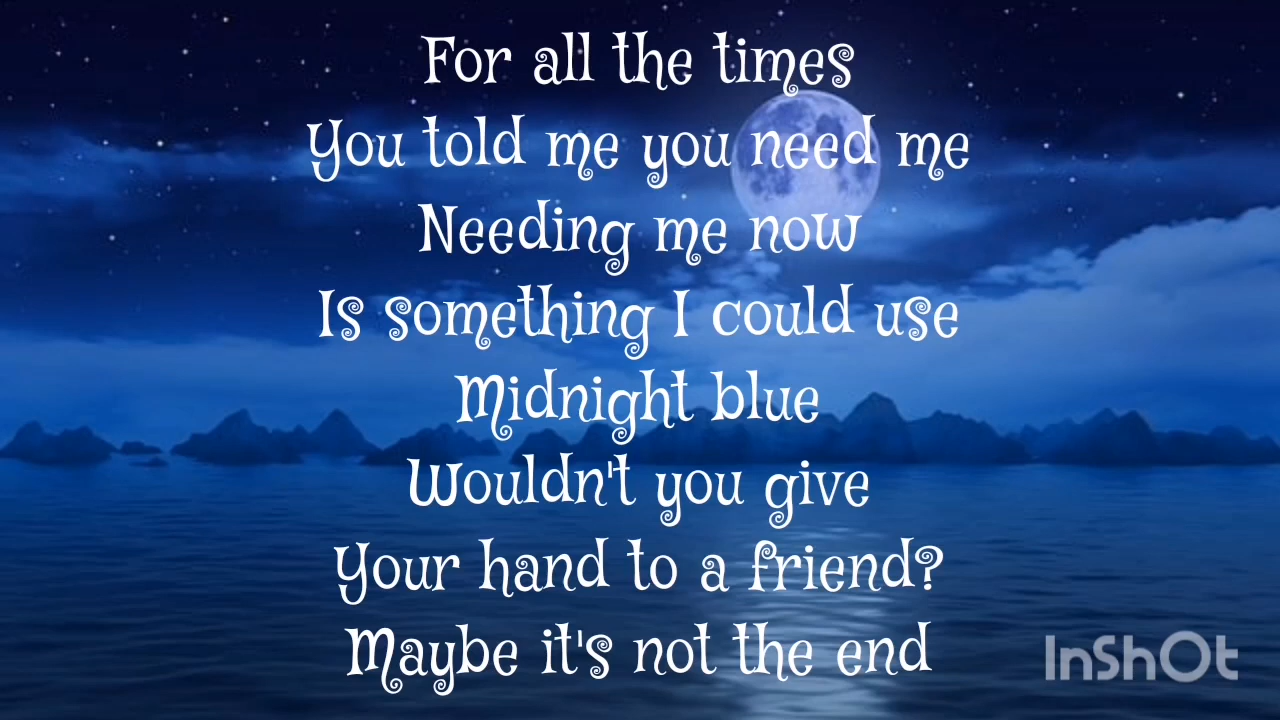 For all the times
You told me you need me
Needing me now
Is something I could use
Midnight blue
Wouldn't you give
Your hand to a friend?
Maybe it's not the end
InShOt